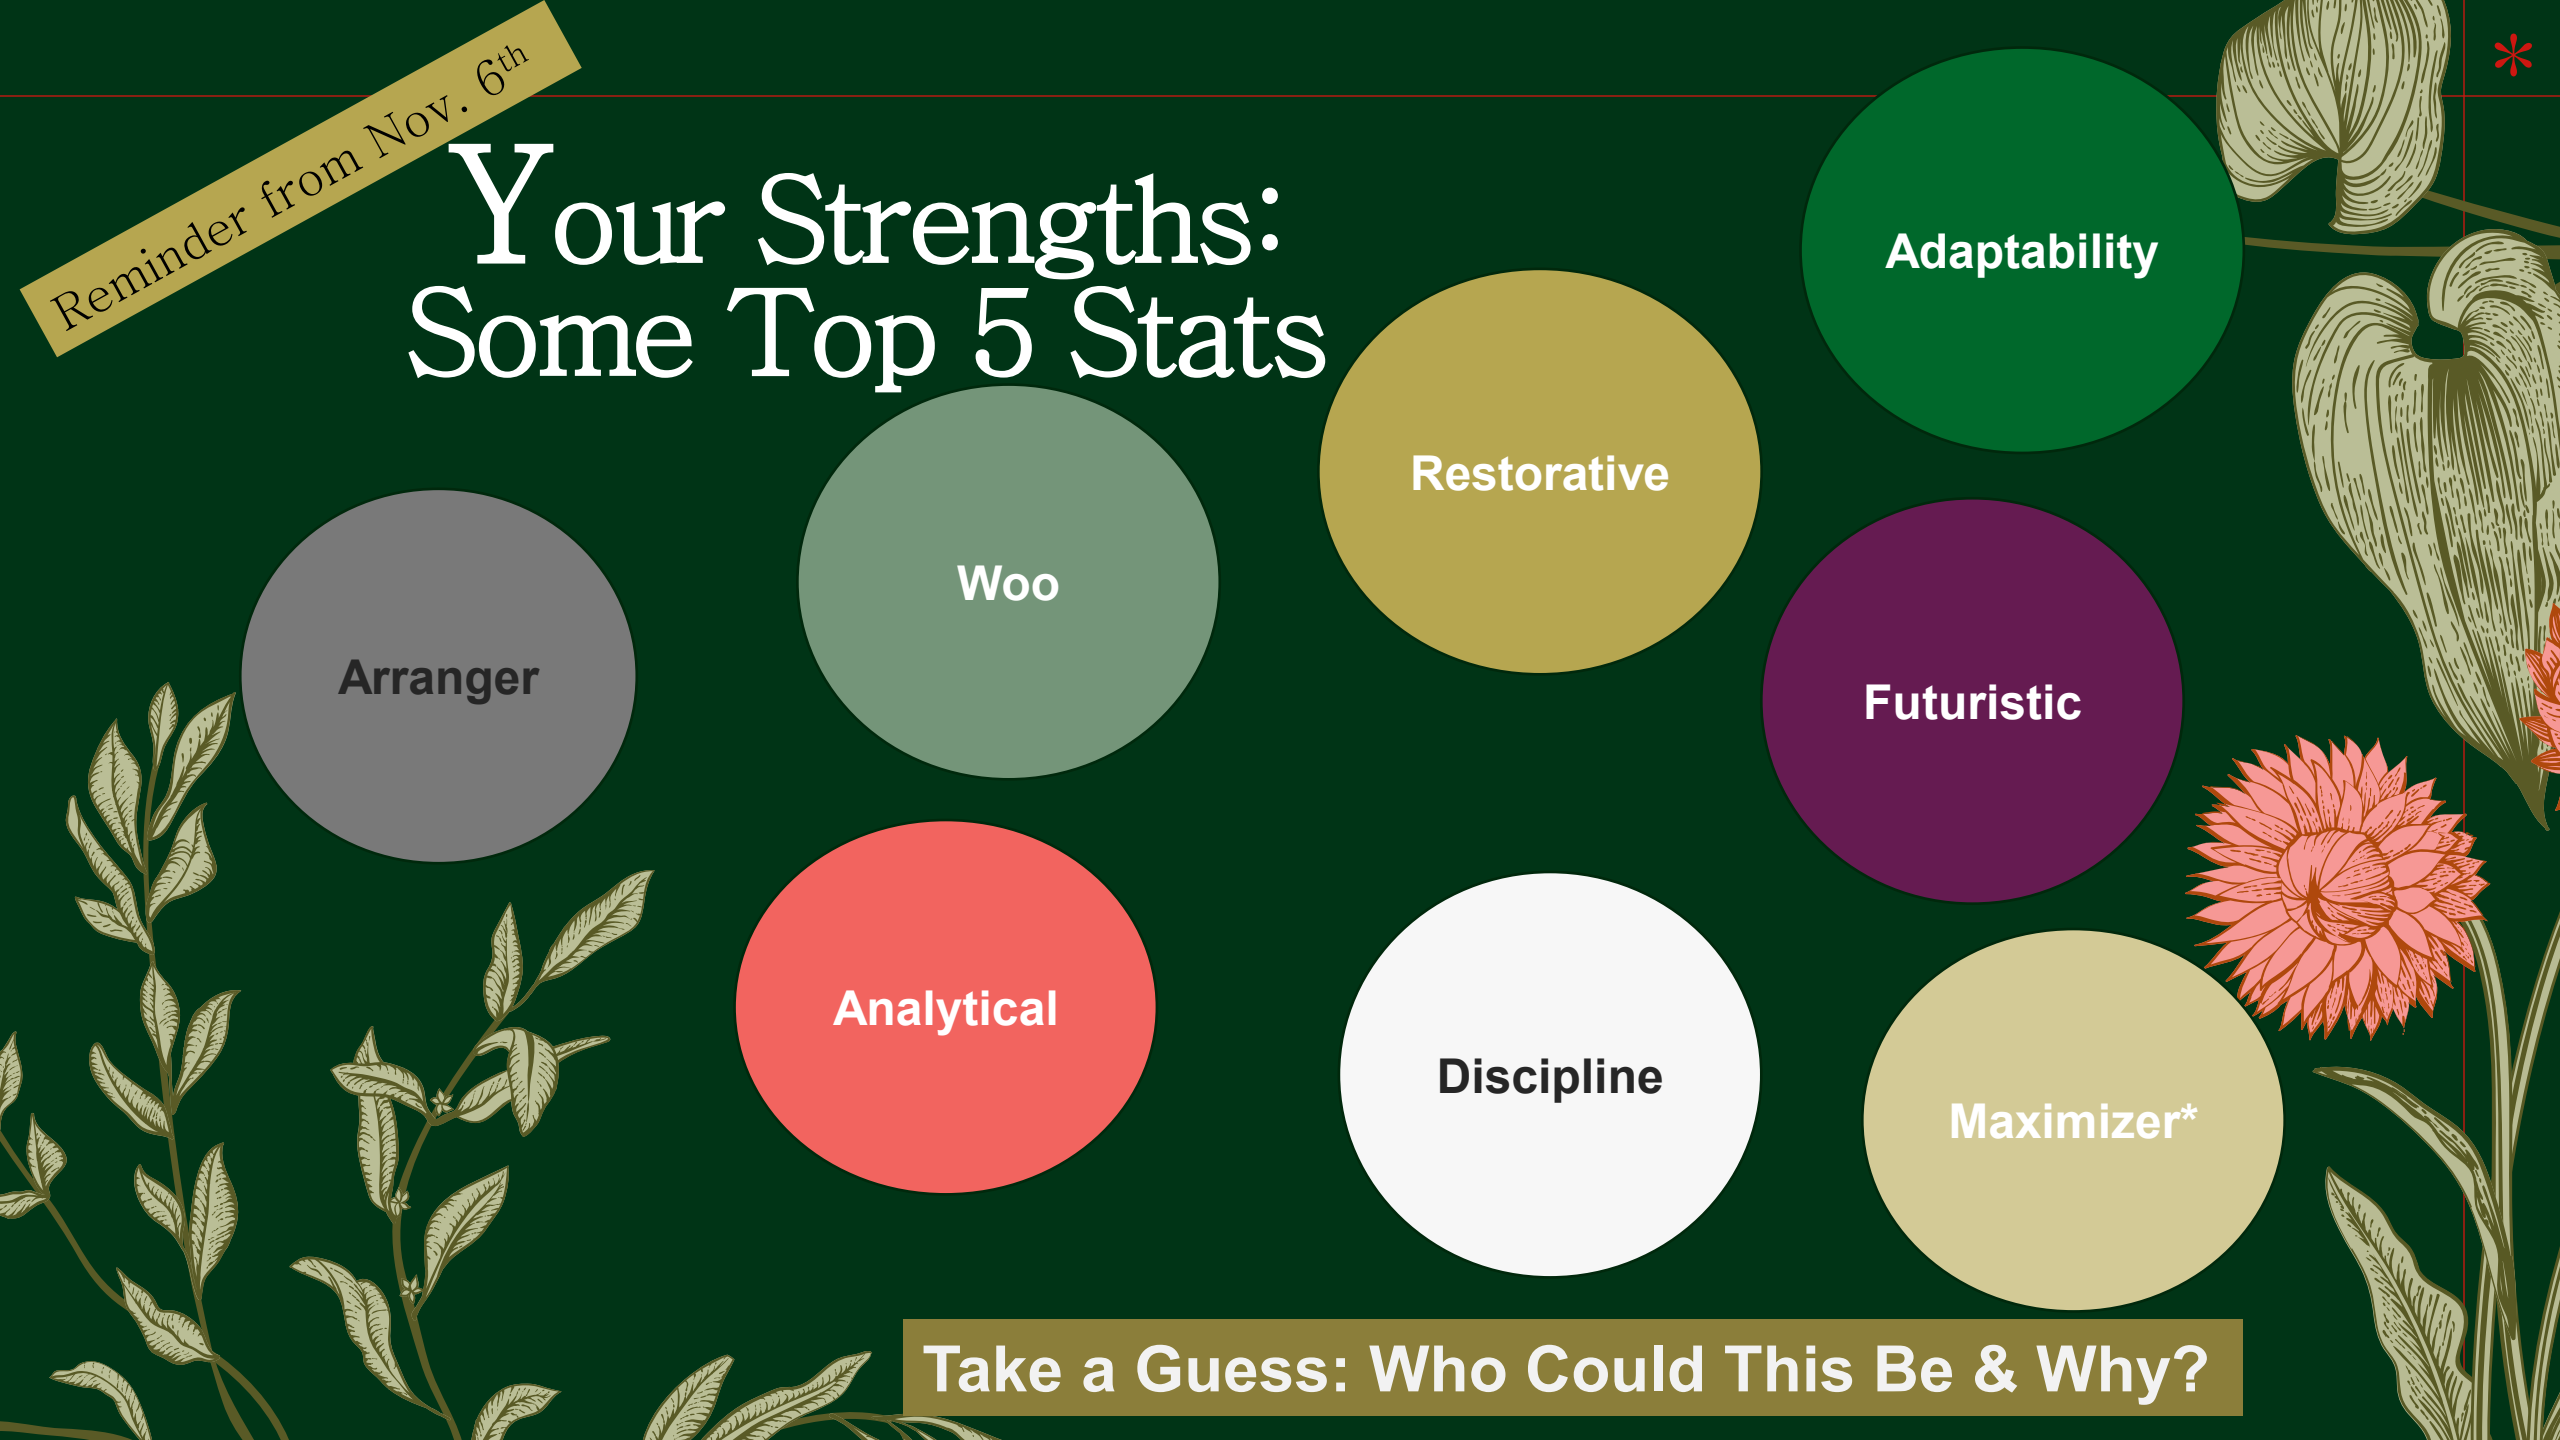 Reminder from Nov. 6th
Your Strengths:
Some Top 5 Stats
*
Adaptability
Restorative
Woo
Arranger
Futuristic
Analytical
Discipline
Maximizer*
Take a Guess: Who Could This Be & Why?